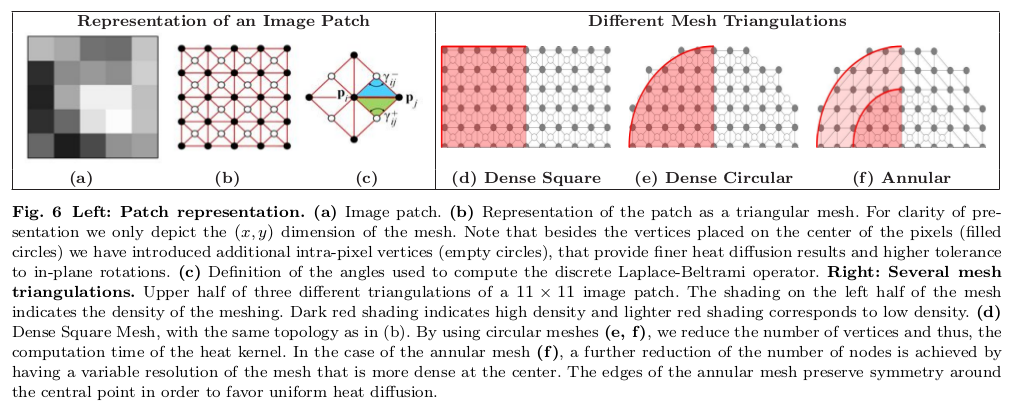 Representation of an Image Patch
Different Mesh Triangulations
γ⁻ij
pᵢ
pⱼ
γ⁺ij
(a)
(b)
(c)
(d) Dense Square
(e) Dense Circular
(f) Annular
Fig. 6 Left: Patch representation. (a) Image patch. (b) Representation of the patch as a triangular mesh. For clarity of pre-
sentation we only depict the (x, y) dimension of the mesh. Note that besides the vertices placed on the center of the pixels (filled
circles) we have introduced additional intra-pixel vertices (empty circles), that provide finer heat diffusion results and higher tolerance
to in-plane rotations. (c) Definition of the angles used to compute the discrete Laplace-Beltrami operator. Right: Several mesh
triangulations. Upper half of three different triangulations of a 11 × 11 image patch. The shading on the left half of the mesh
indicates the density of the meshing. Dark red shading indicates high density and lighter red shading corresponds to low density. (d)
Dense Square Mesh, with the same topology as in (b). By using circular meshes (e, f), we reduce the number of vertices and thus, the
computation time of the heat kernel. In the case of the annular mesh (f), a further reduction of the number of nodes is achieved by
having a variable resolution of the mesh that is more dense at the center. The edges of the annular mesh preserve symmetry around
the central point in order to favor uniform heat diffusion.